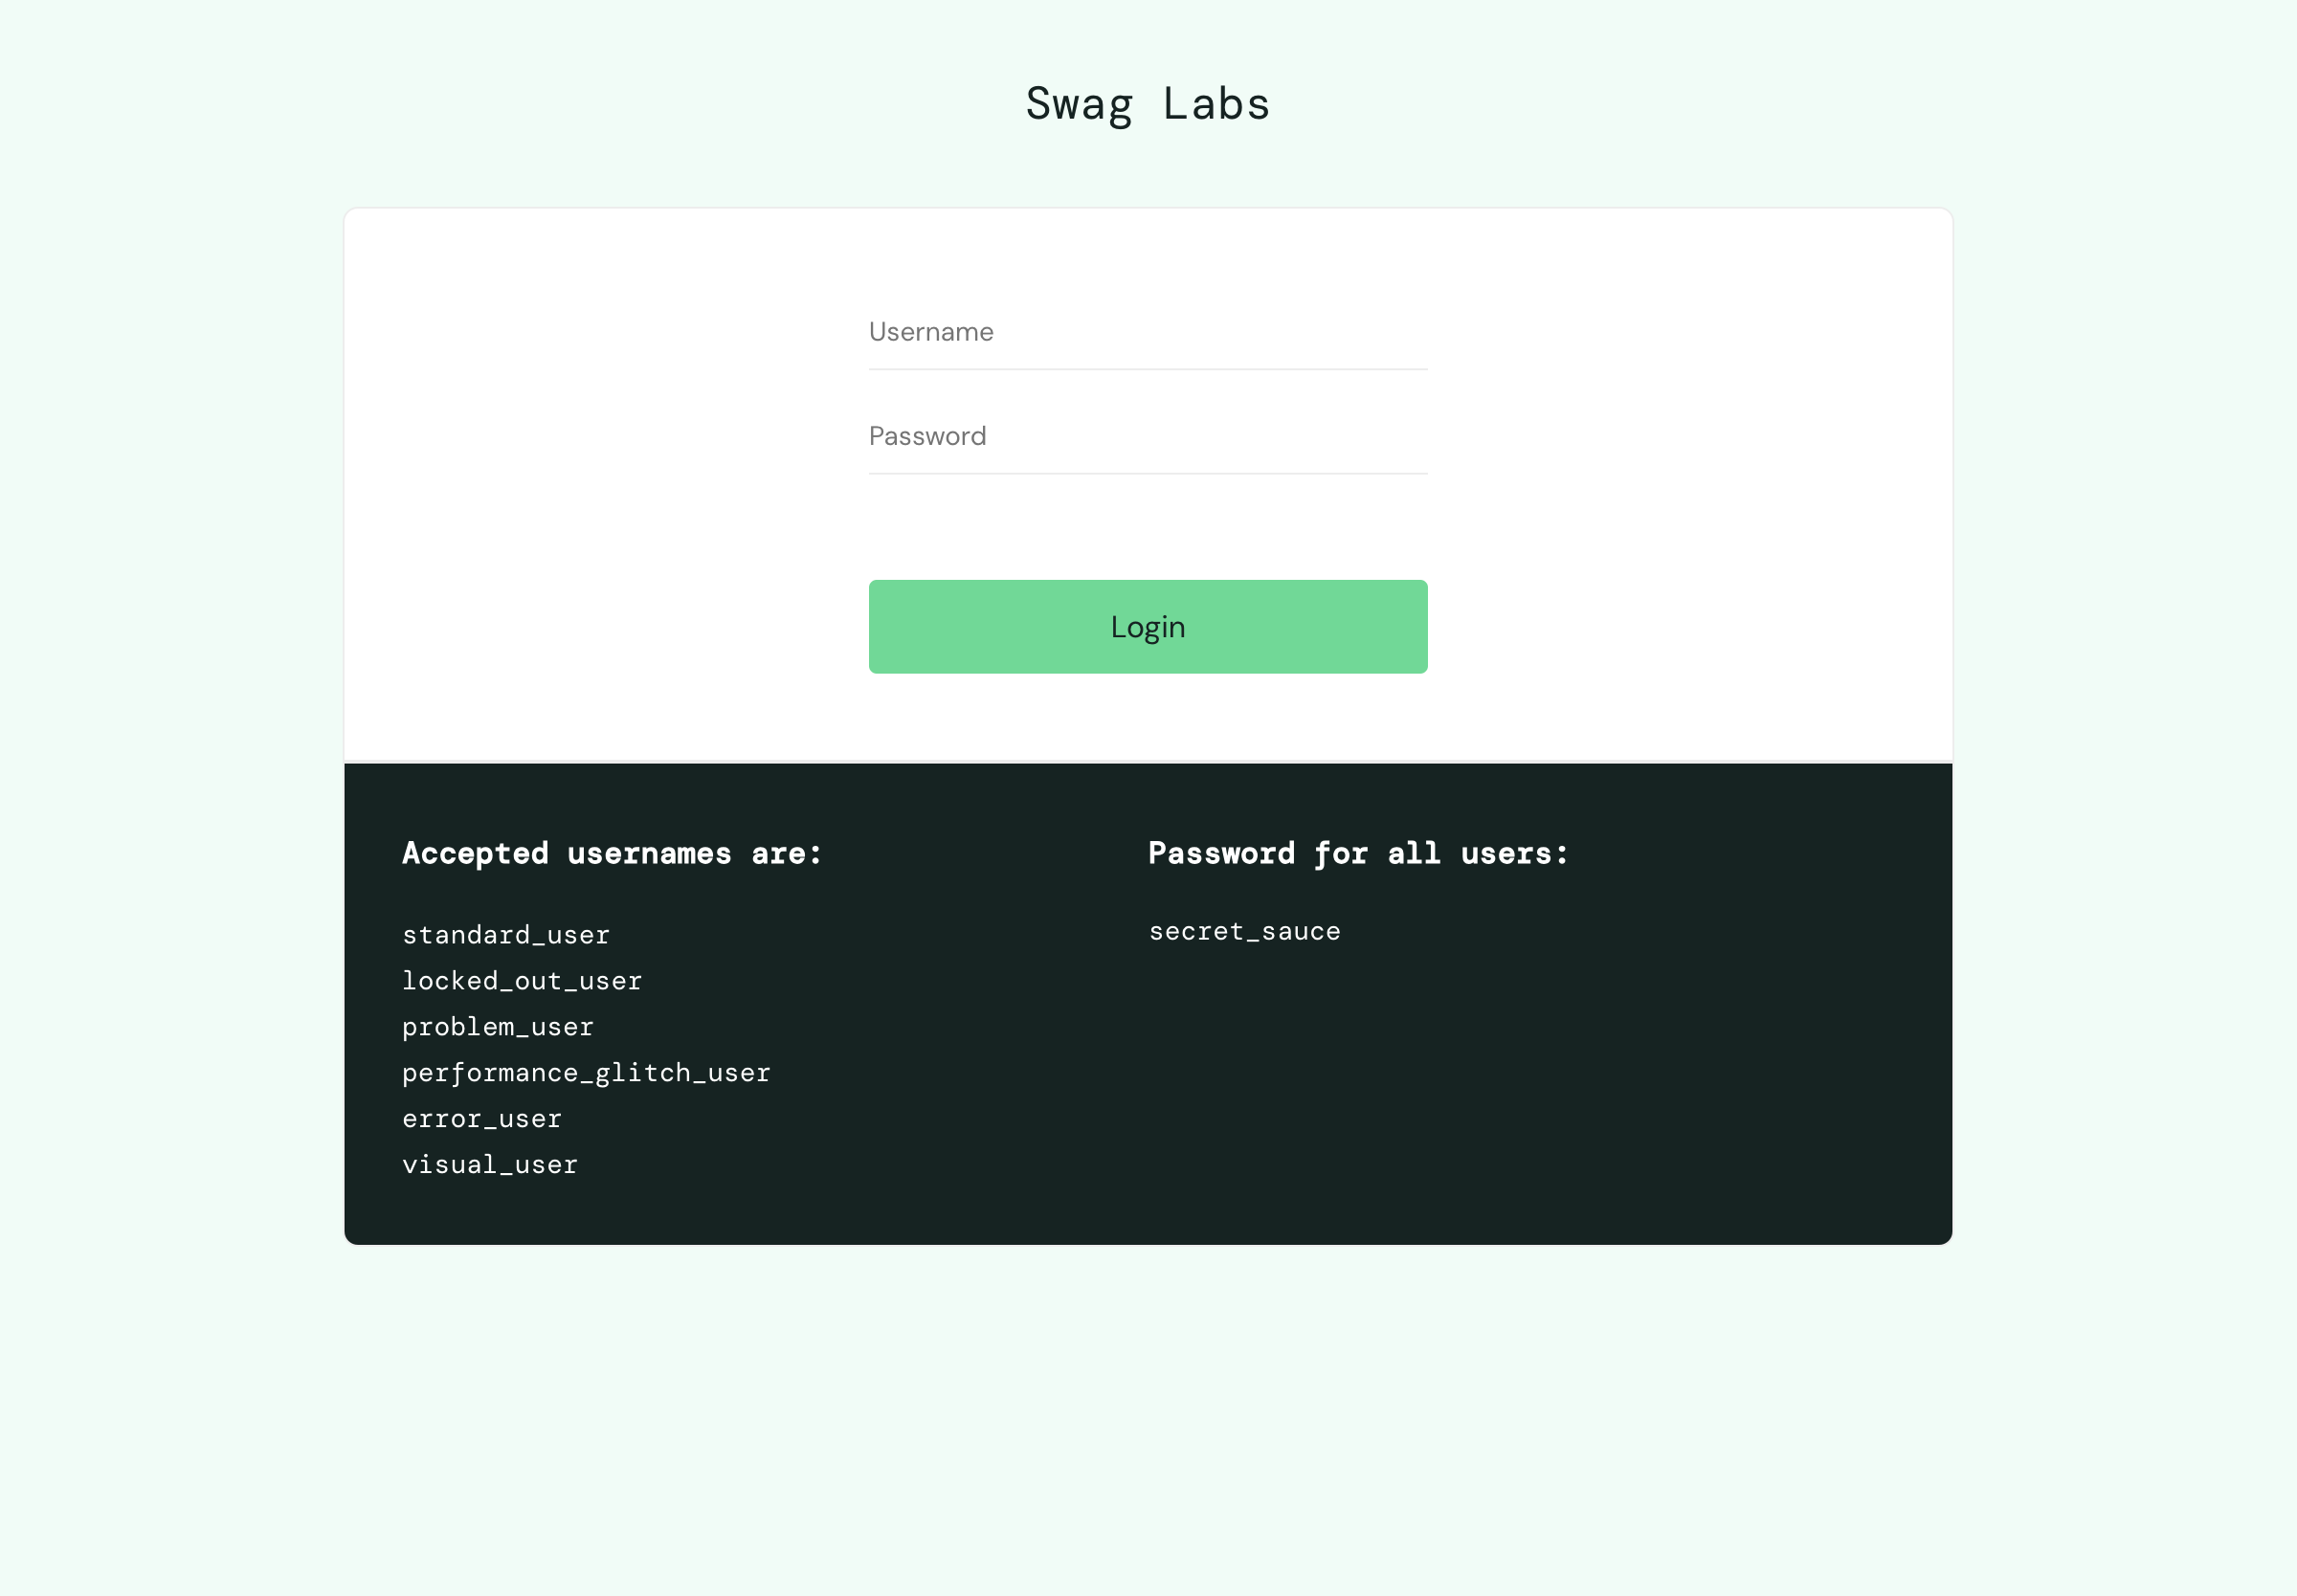 Swag Labs
Username
Password
Login
Accepted usernames are:
standard_user
locked_out_user
problem_user
performance_glitch_user
error_user
visual_user
Password for all users:
secret_sauce